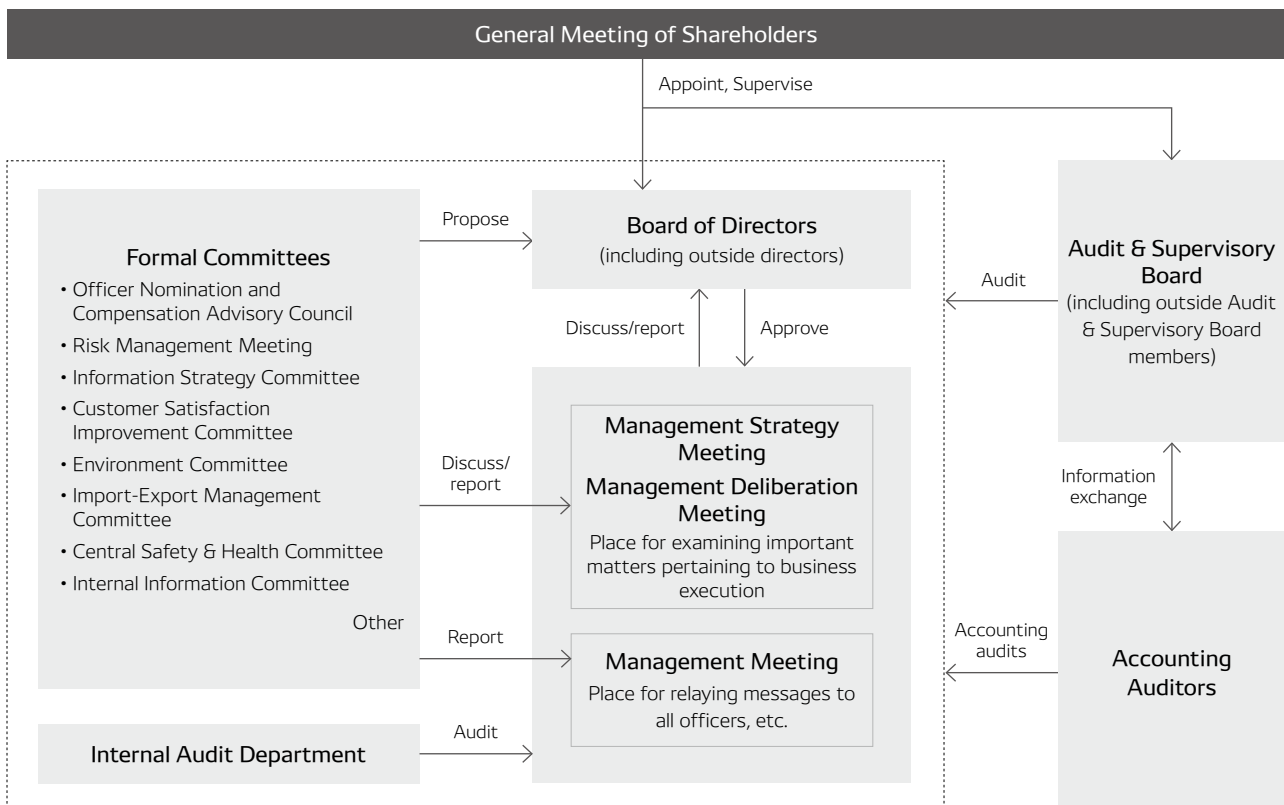 General Meeting of Shareholders
Appoint, Supervise
Formal Committees
• Officer Nomination and
Compensation Advisory Council
• Risk Management Meeting
• Information Strategy Committee
• Customer Satisfaction
Improvement Committee
• Environment Committee
• Import-Export Management
Committee
• Central Safety & Health Committee
• Internal Information Committee
Other
Propose
Board of Directors
(including outside directors)
Discuss/report
Approve
Discuss/
report
Management Strategy
Meeting
Management Deliberation
Meeting
Place for examining important
matters pertaining to business
execution
Report
Management Meeting
Place for relaying messages to
all officers, etc.
Internal Audit Department
Audit
Audit
Audit & Supervisory
Board
(including outside Audit
& Supervisory Board
members)
Information
exchange
Accounting
audits
Accounting
Auditors